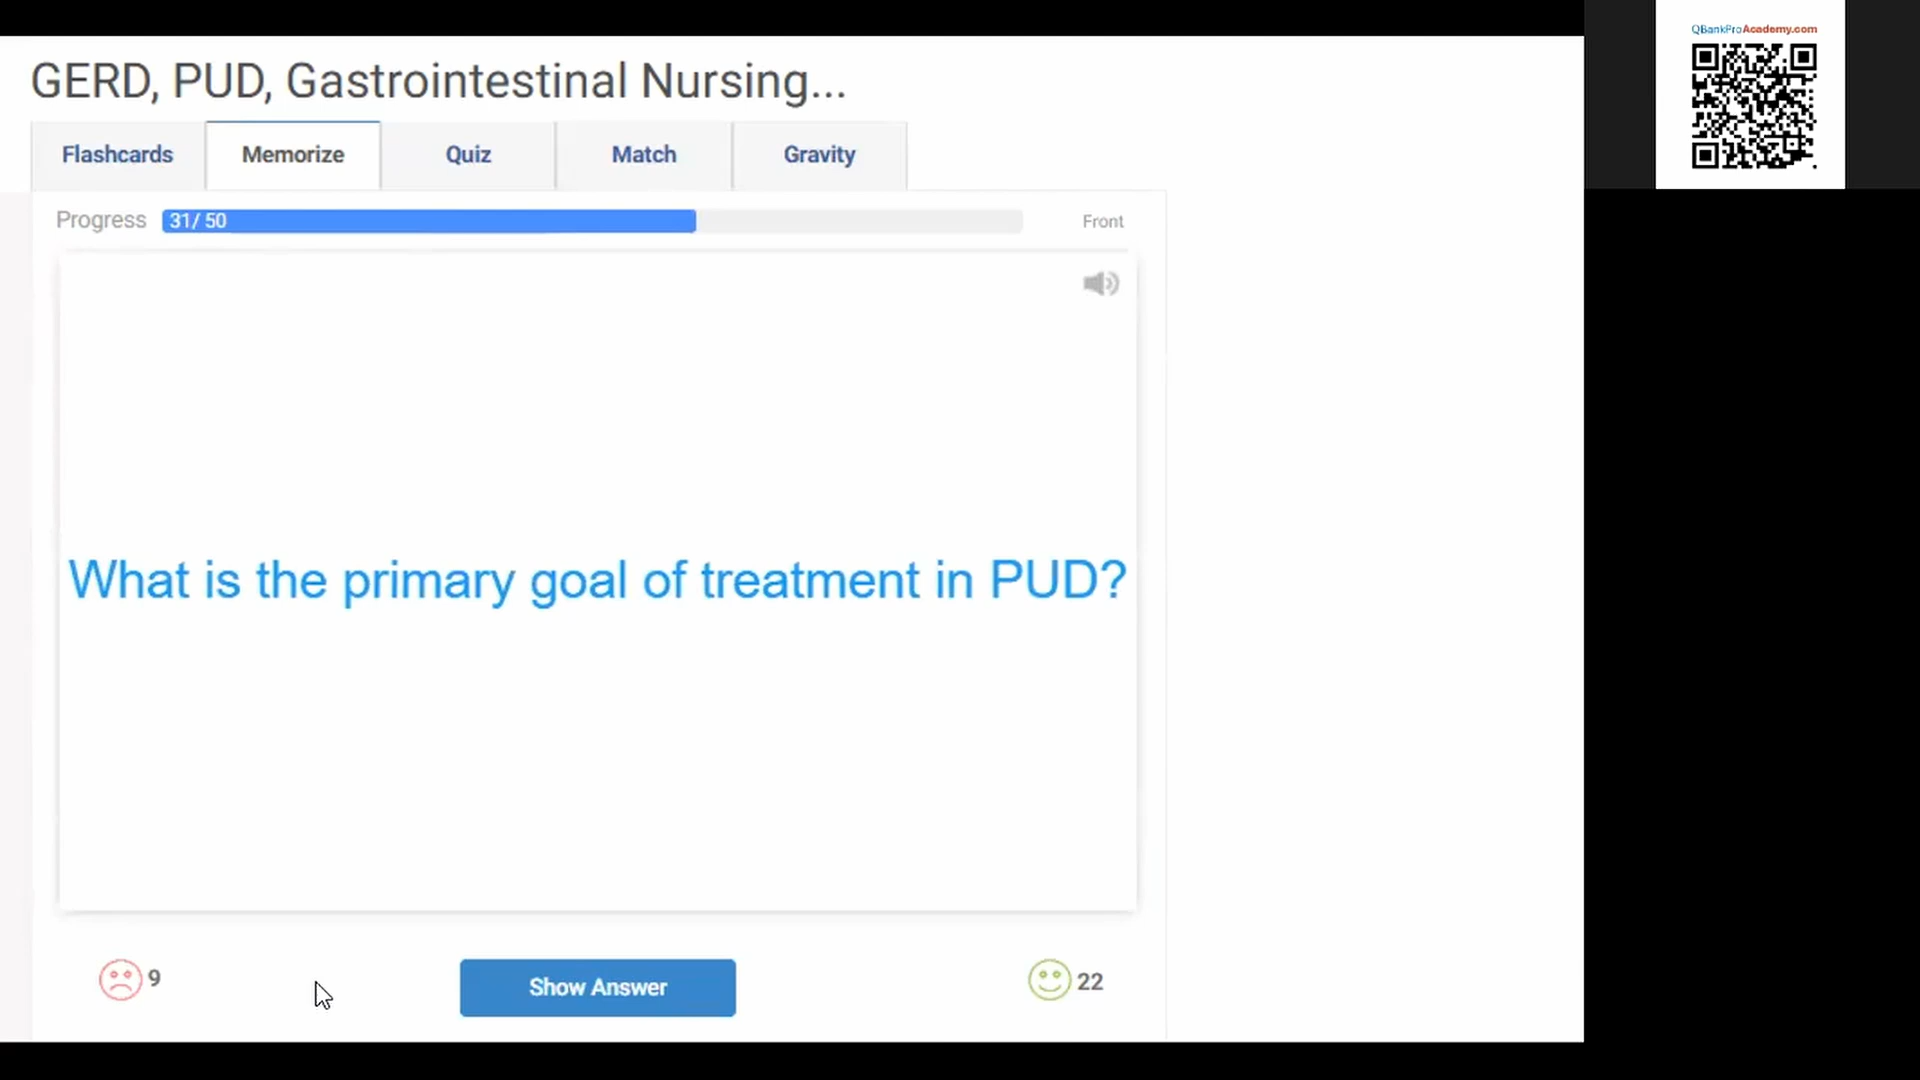 QBankProAcademy.com
GERD, PUD, Gastrointestinal Nursing...
Flashcards Memorize Quiz Match Gravity
Progress 31/ 50 Front
What is the primary goal of treatment in PUD?
9 Show Answer 22